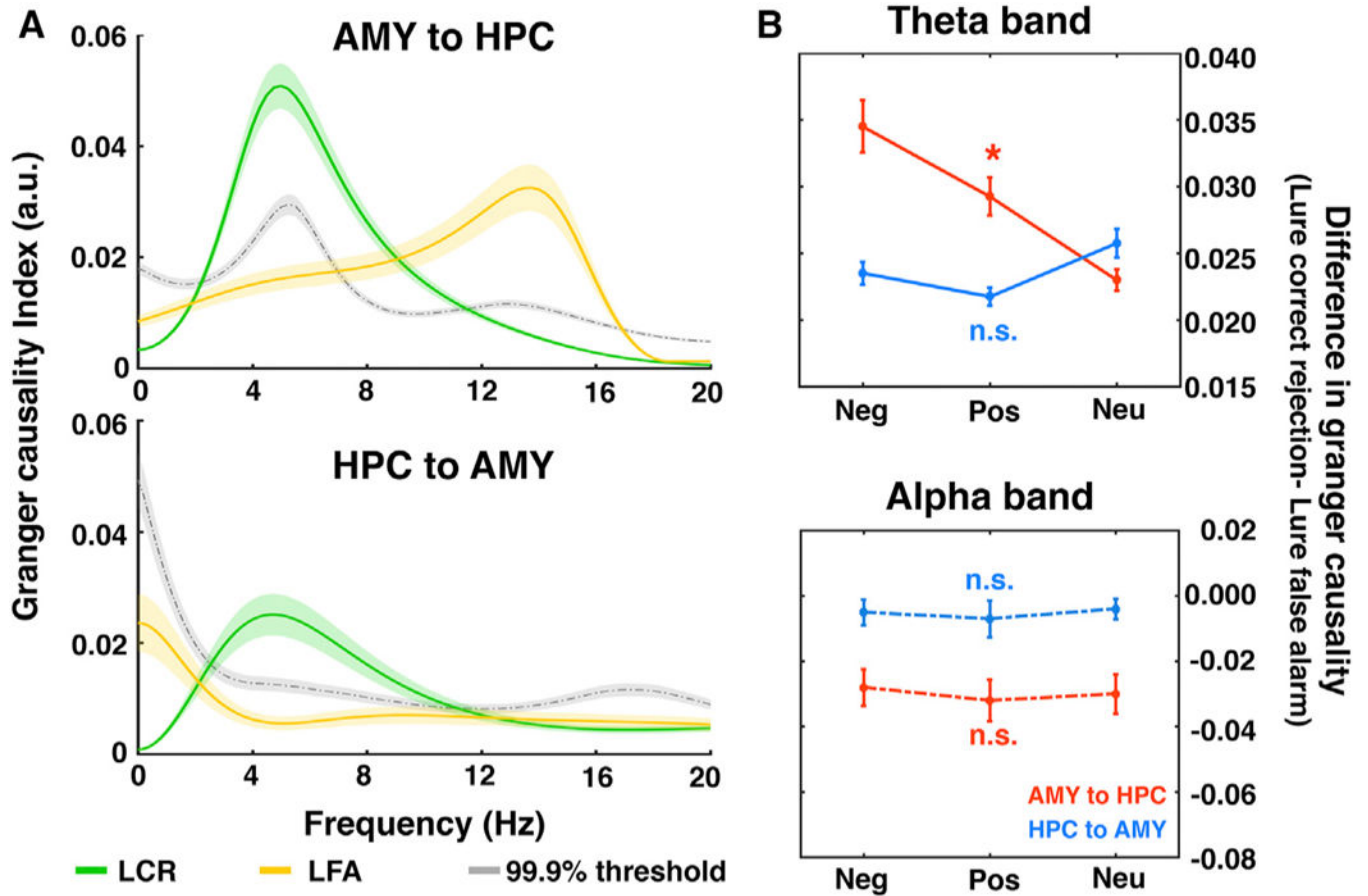 A
AMY to HPC
Granger causality Index (a.u.)
0.06
0.04
0.02
0
0 4 8 12 16 20
HPC to AMY
0.06
0.04
0.02
0
0 4 8 12 16 20
Frequency (Hz)
LCR LFA 99.9% threshold
B
Theta band
0.040
0.035
0.030
0.025
0.020
0.015
*
n.s.
Neg Pos Neu
Alpha band
0.02
0.000
-0.02
-0.04
-0.06
-0.08
n.s.
n.s.
AMY to HPC
HPC to AMY
Neg Pos Neu
Difference in granger causality
(Lure correct rejection- Lure false alarm)